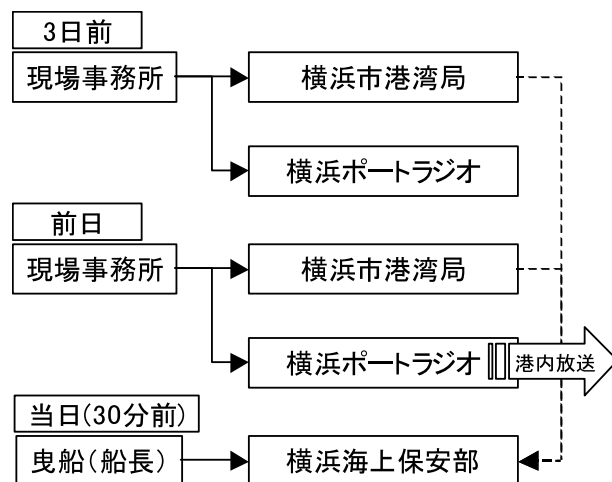 3日前
現場事務所
横浜市港湾局
横浜ポートラジオ
前日
現場事務所
横浜市港湾局
横浜ポートラジオ
港内放送
当日(30分前)
曳船(船長)
横浜海上保安部